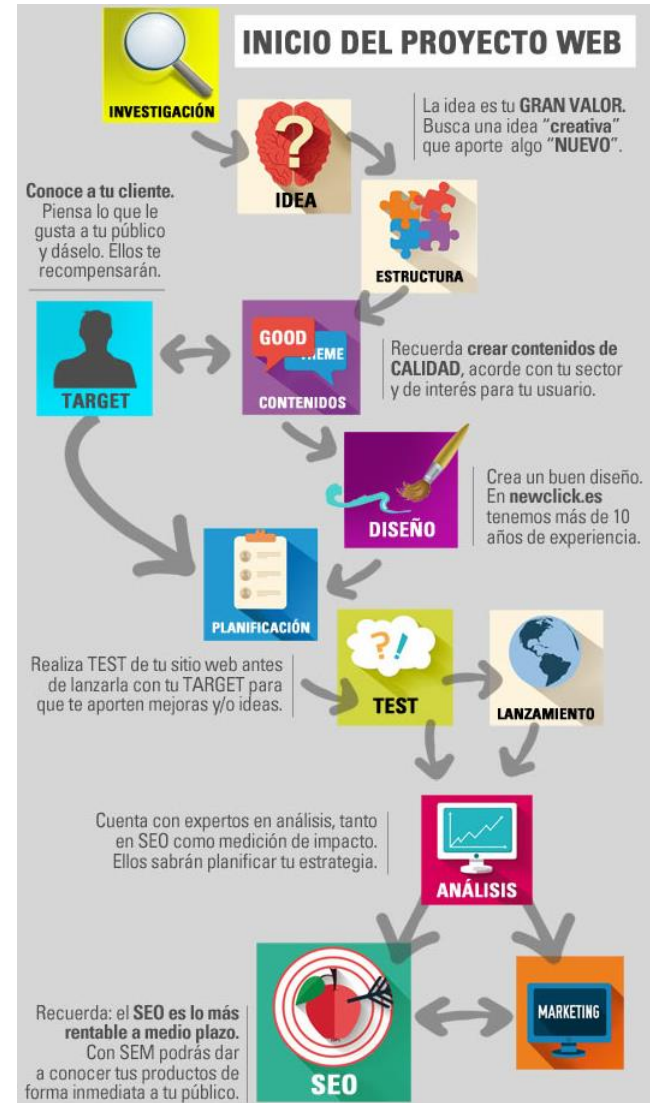 INICIO DEL PROYECTO WEB
INVESTIGACIÓN
La idea es tu GRAN VALOR.
Busca una idea “creativa”
que aporte algo “NUEVO”.
?
IDEA
Conoce a tu cliente.
Piensa lo que le
gusta a tu público
y dáselo. Ellos te
recompensarán.
ESTRUCTURA
TARGET
GOOD
THEME
CONTENIDOS
Recuerda crear contenidos de
CALIDAD, acorde con tu sector
y de interés para tu usuario.
DISEÑO
Crea un buen diseño.
En newclick.es
tenemos más de 10
años de experiencia.
PLANIFICACIÓN
Realiza TEST de tu sitio web antes
de lanzarla con tu TARGET para
que te aporten mejoras y/o ideas.
?!
TEST
LANZAMIENTO
Cuenta con expertos en análisis, tanto
en SEO como medición de impacto.
Ellos sabrán planificar tu estrategia.
ANÁLISIS
Recuerda: el SEO es lo más
rentable a medio plazo.
Con SEM podrás dar
a conocer tus productos de
forma inmediata a tu público.
SEO
MARKETING